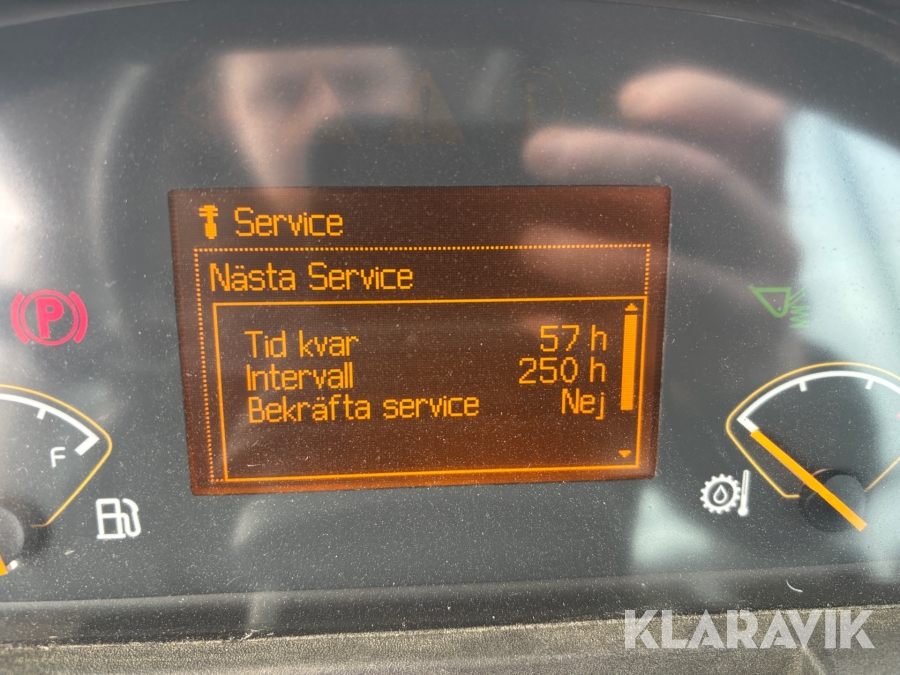 Service
Nästa Service
Tid kvar 57 h
Intervall 250 h
Bekräfta service Nej
P
F
KLARAVIK